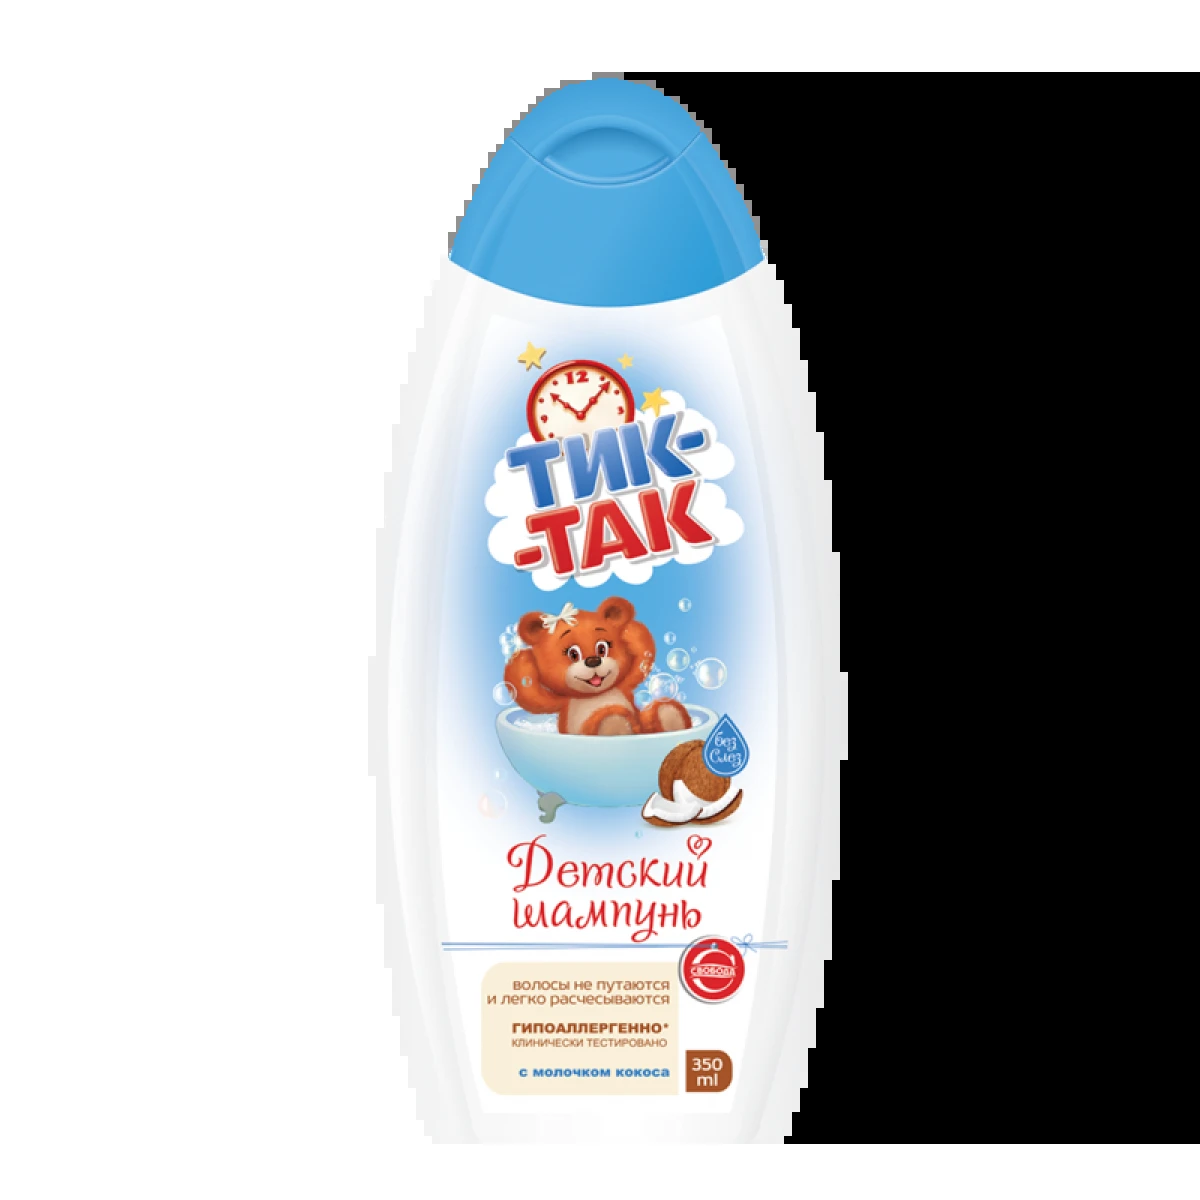 12
3
ТИК-
-ТАК
без
слёз
Детский
шампунь
СВОБОДА
ВОЛОСЫ НЕ ПУТАЮТСЯ
И ЛЕГКО РАСЧЕСЫВАЮТСЯ
ГИПОАЛЛЕРГЕННО*
КЛИНИЧЕСКИ ТЕСТИРОВАНО
С МОЛОЧКОМ КОКОСА
350
ml